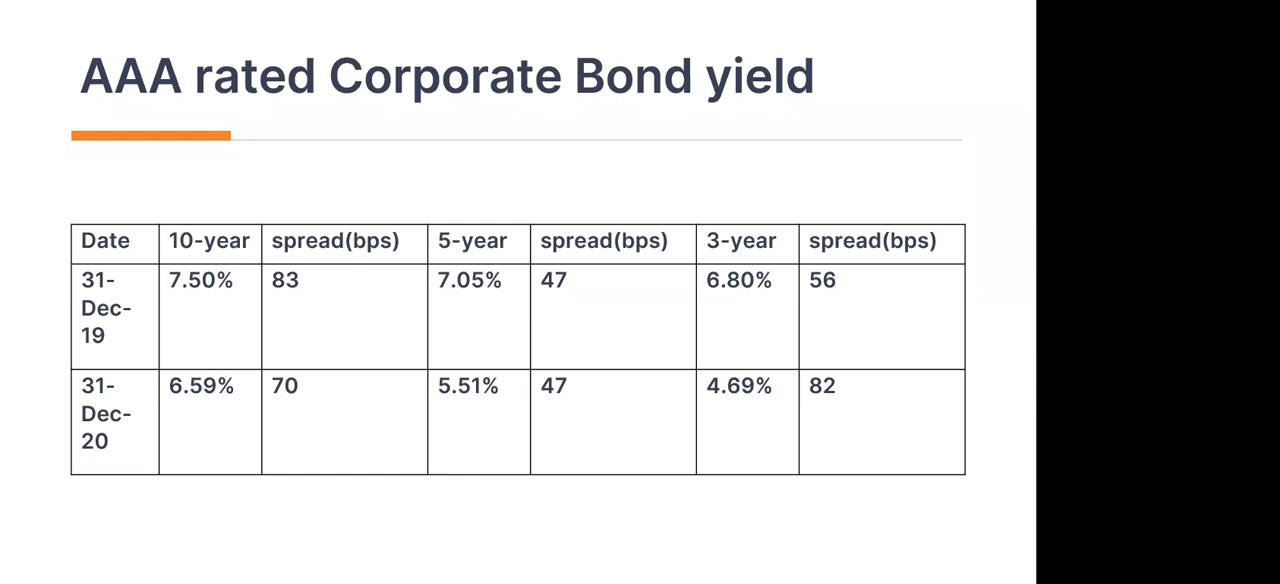 AAA rated Corporate Bond yield
Date 10-year spread(bps) 5-year spread(bps) 3-year spread(bps)
31- 7.50% 83 7.05% 47 6.80% 56
Dec-
19
31- 6.59% 70 5.51% 47 4.69% 82
Dec-
20